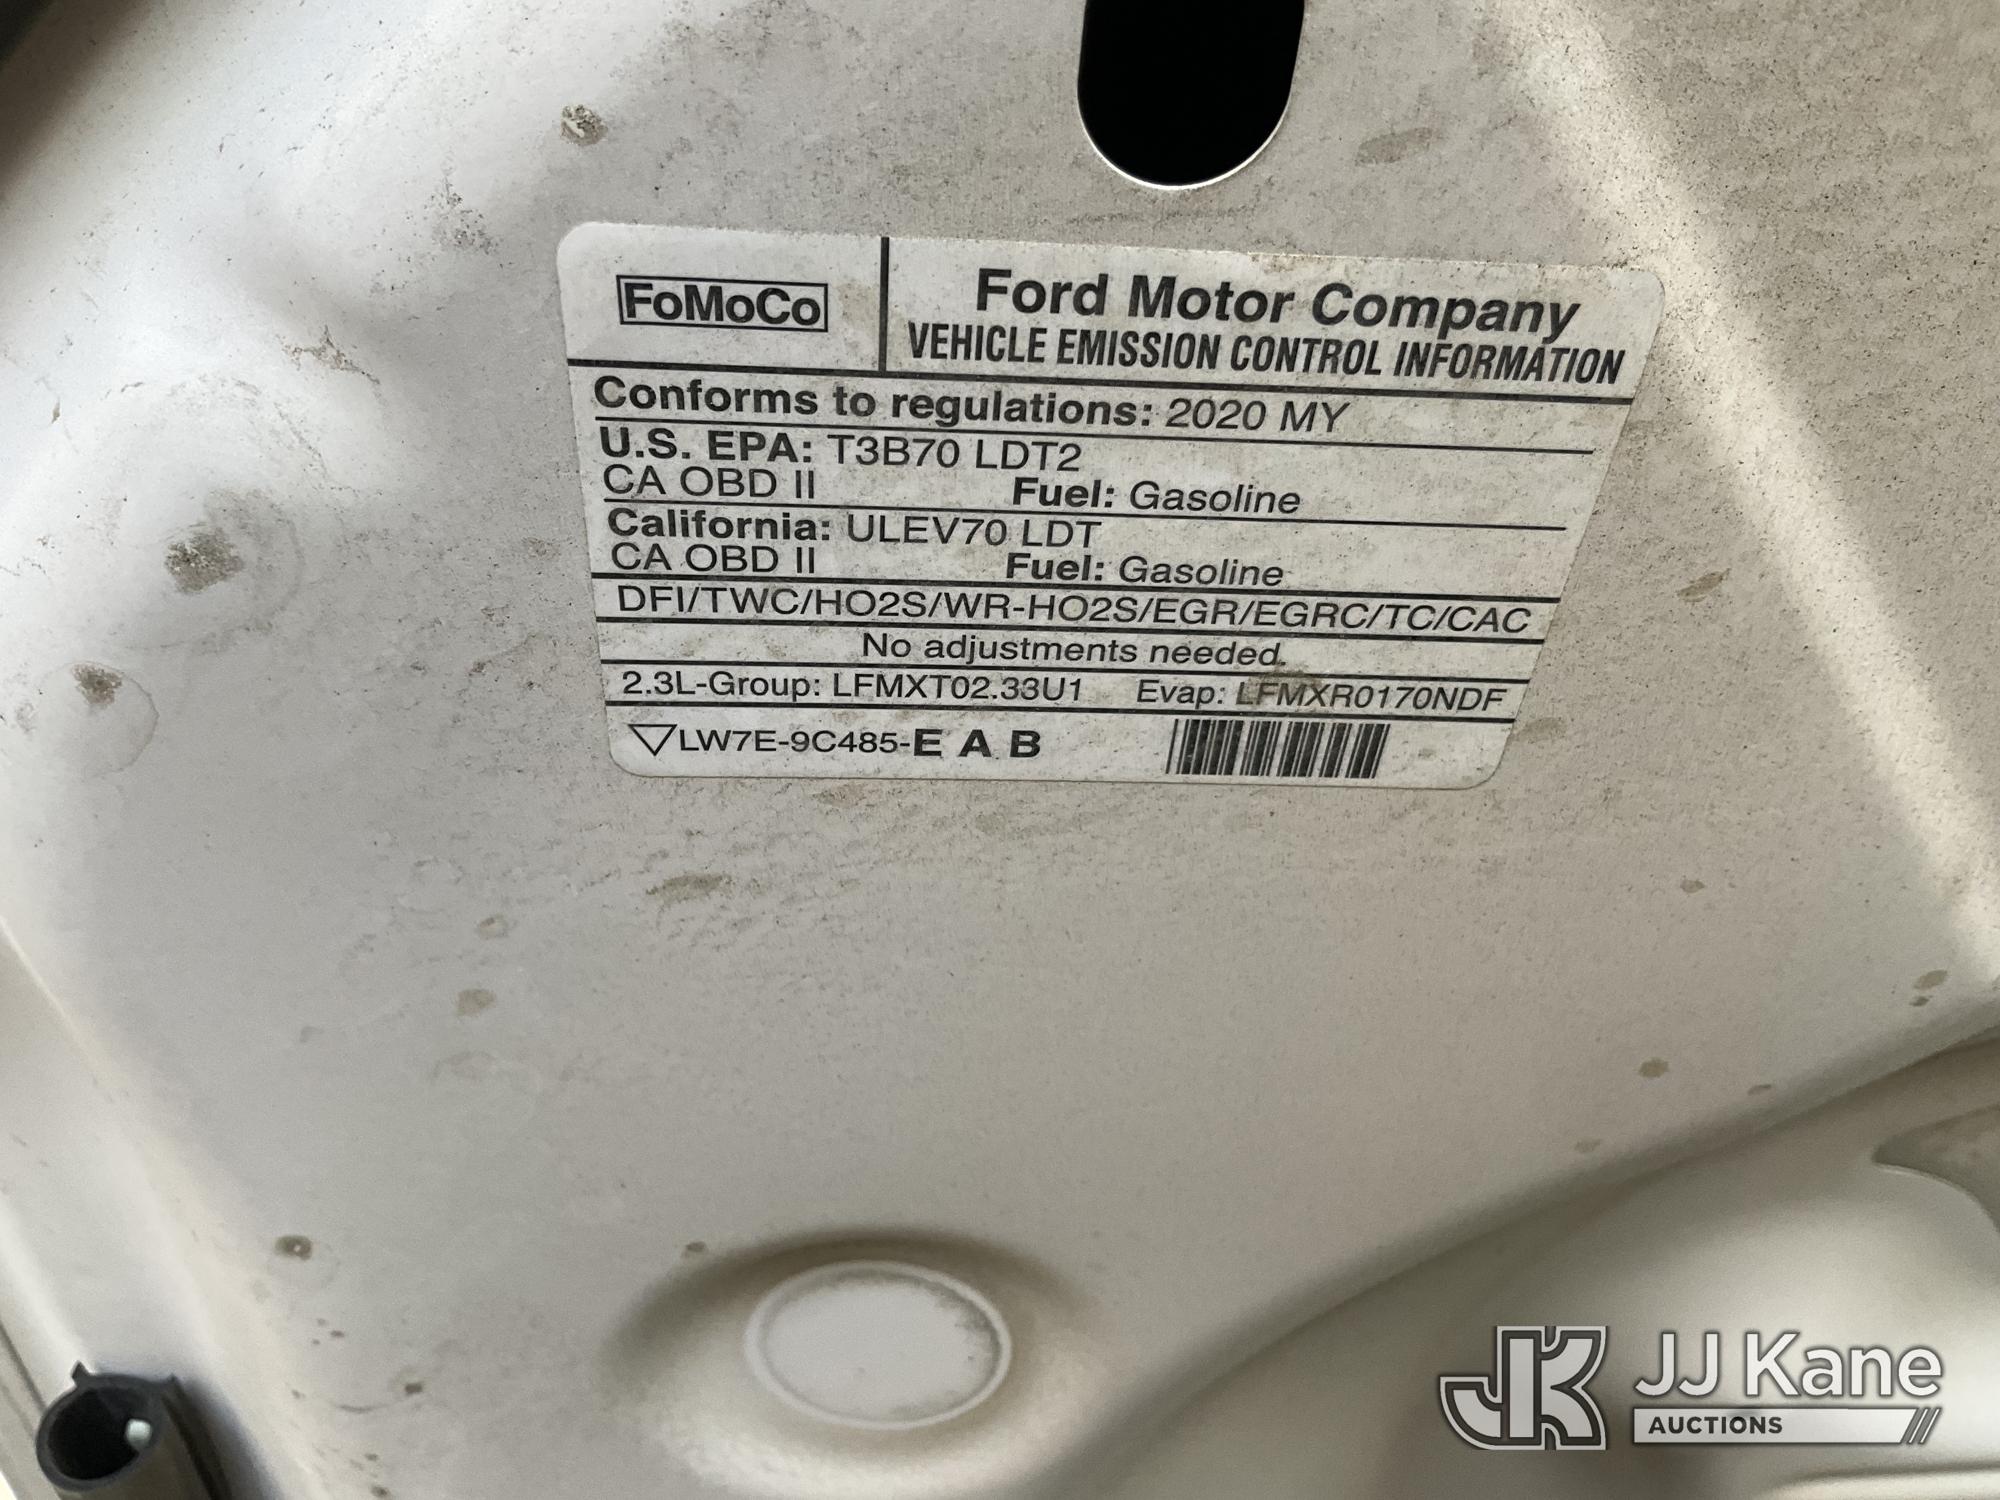 FoMoCo
Ford Motor Company
VEHICLE EMISSION CONTROL INFORMATION
Conforms to regulations: 2020 MY
U.S. EPA: T3B70 LDT2
CA OBD II Fuel: Gasoline
California: ULEV70 LDT
CA OBD II Fuel: Gasoline
DFI/TWC/HO2S/WR-HO2S/EGR/EGRC/TC/CAC
No adjustments needed.
2.3L-Group: LFMXT02.33U1 Evap: LFMXR0170NDF
LW7E-9C485-E A B
JK
JJ Kane
AUCTIONS